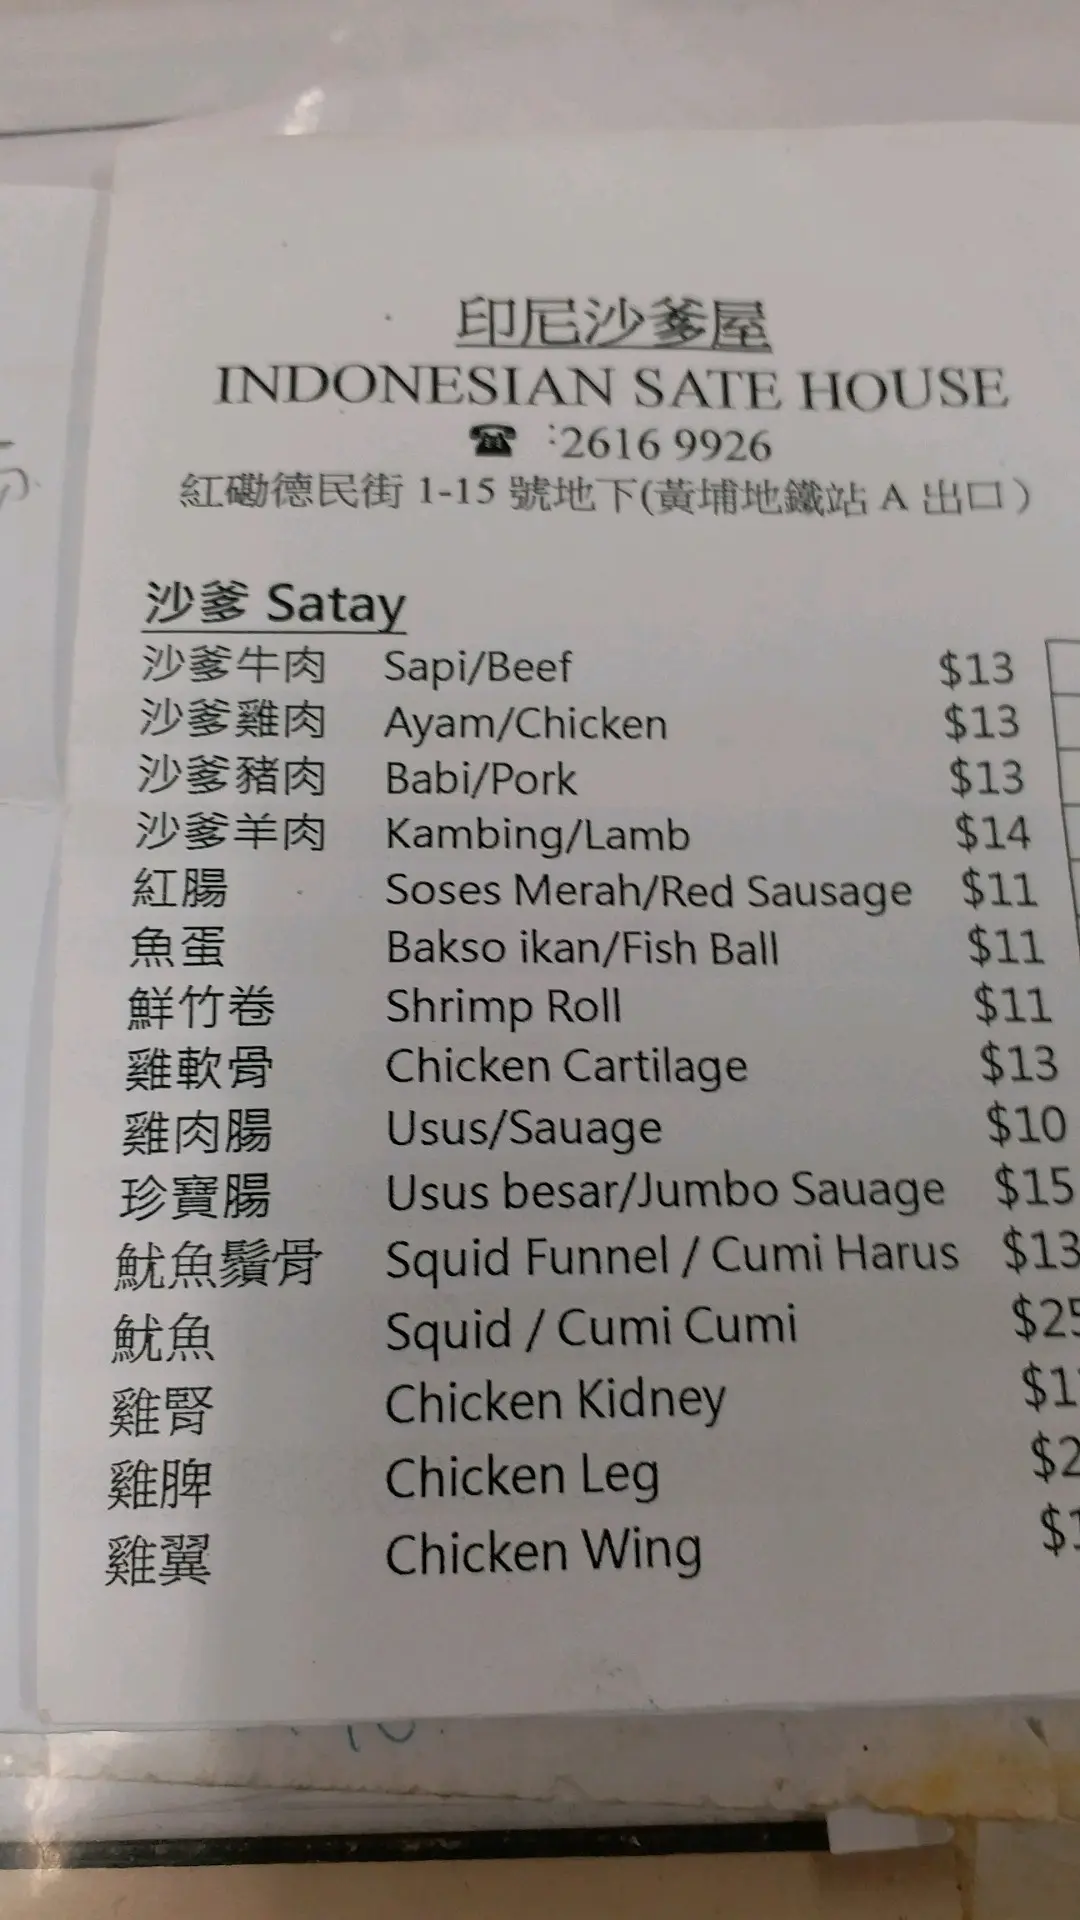 印尼沙爹屋
INDONESIAN SATE HOUSE
☎ :2616 9926
紅磡德民街 1-15 號地下(黃埔地鐵站 A 出口)
沙爹 Satay
沙爹牛肉 Sapi/Beef $13
沙爹雞肉 Ayam/Chicken $13
沙爹豬肉 Babi/Pork $13
沙爹羊肉 Kambing/Lamb $14
紅腸 Soses Merah/Red Sausage $11
魚蛋 Bakso ikan/Fish Ball $11
鮮竹卷 Shrimp Roll $11
雞軟骨 Chicken Cartilage $13
雞肉腸 Usus/Sauage $10
珍寶腸 Usus besar/Jumbo Sauage $15
魷魚鬚骨 Squid Funnel / Cumi Harus $13
魷魚 Squid / Cumi Cumi $25
雞腎 Chicken Kidney
雞脾 Chicken Leg
雞翼 Chicken Wing